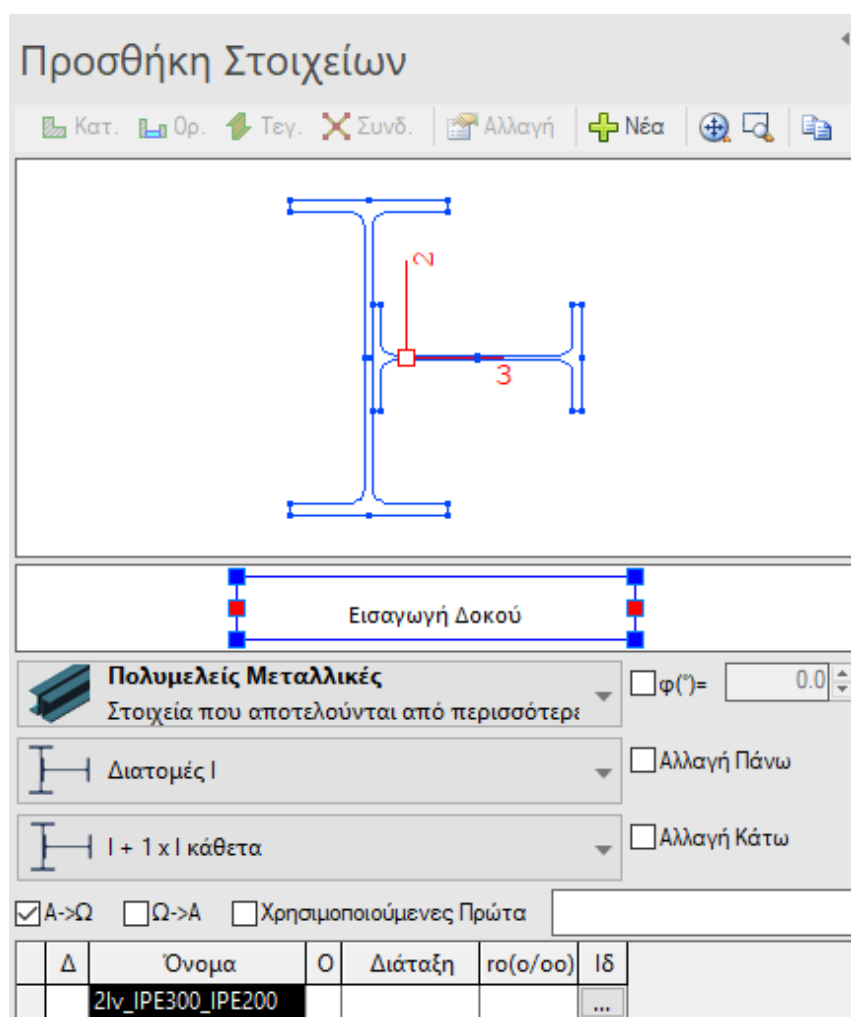 Προσθήκη Στοιχείων
Κατ. Ορ. Τεγ. Συνδ. Αλλαγή Νέα
2
3
Εισαγωγή Δοκού
Πολυμελείς Μεταλλικές
Στοιχεία που αποτελούνται από περισσότερε
φ(°)= 0.0
Διατομές Ι
Αλλαγή Πάνω
Ι + 1 x Ι κάθετα
Αλλαγή Κάτω
Α->Ω Ω->Α Χρησιμοποιούμενες Πρώτα
Δ Όνομα Ο Διάταξη ro(o/oo) Ιδ
2Iv_IPE300_IPE200 ...